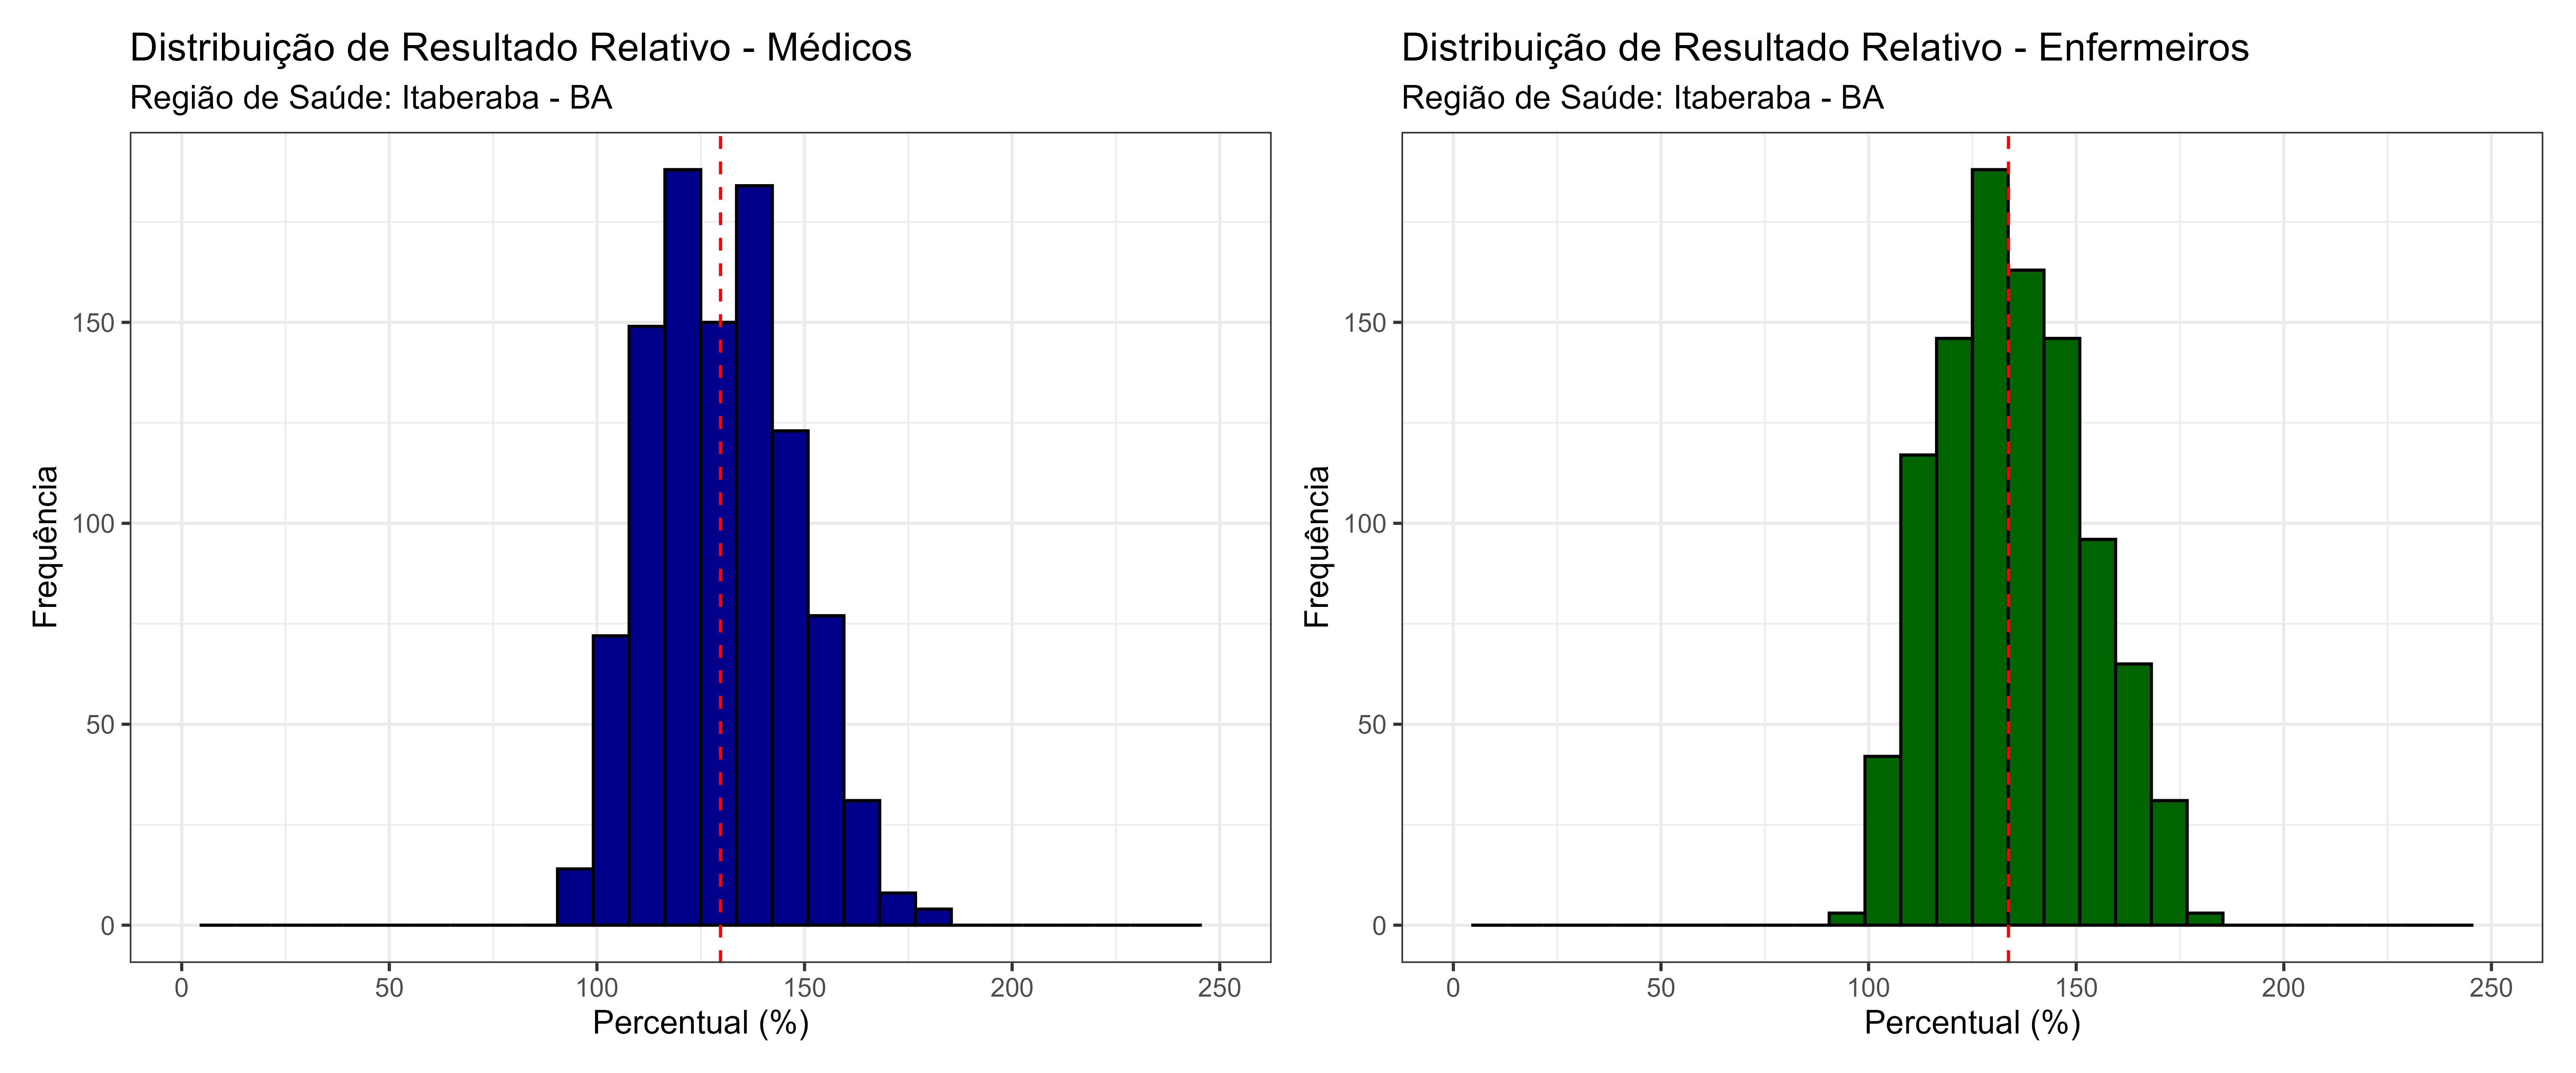 Distribuição de Resultado Relativo - Médicos
Região de Saúde: Itaberaba - BA
Frequência
150
100
50
0
0 50 100 150 200 250
Percentual (%)
Distribuição de Resultado Relativo - Enfermeiros
Região de Saúde: Itaberaba - BA
Frequência
150
100
50
0
0 50 100 150 200 250
Percentual (%)